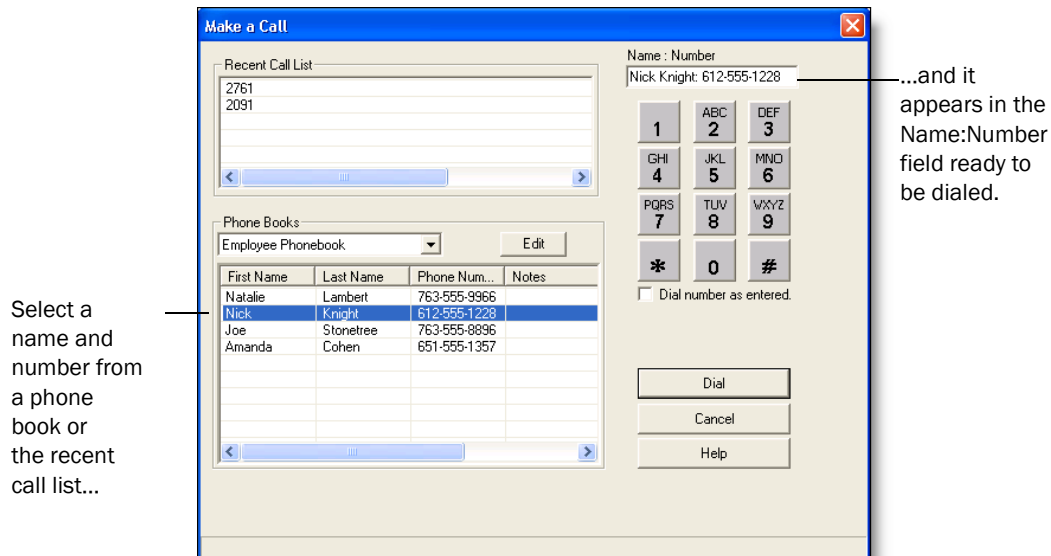 Make a Call
Recent Call List
2761
2091
Phone Books
Employee Phonebook
Edit
First Name Last Name Phone Num... Notes
Natalie Lambert 763-555-9966
Nick Knight 612-555-1228
Joe Stonetree 763-555-8896
Amanda Cohen 651-555-1357
Name : Number
Nick Knight: 612-555-1228
1 ABC 2 DEF 3
GHI 4 JKL 5 MNO 6
PQRS 7 TUV 8 WXYZ 9
* 0 #
Dial number as entered.
Dial
Cancel
Help
Select a
name and
number from
a phone
book or
the recent
call list...
...and it
appears in the
Name:Number
field ready to
be dialed.